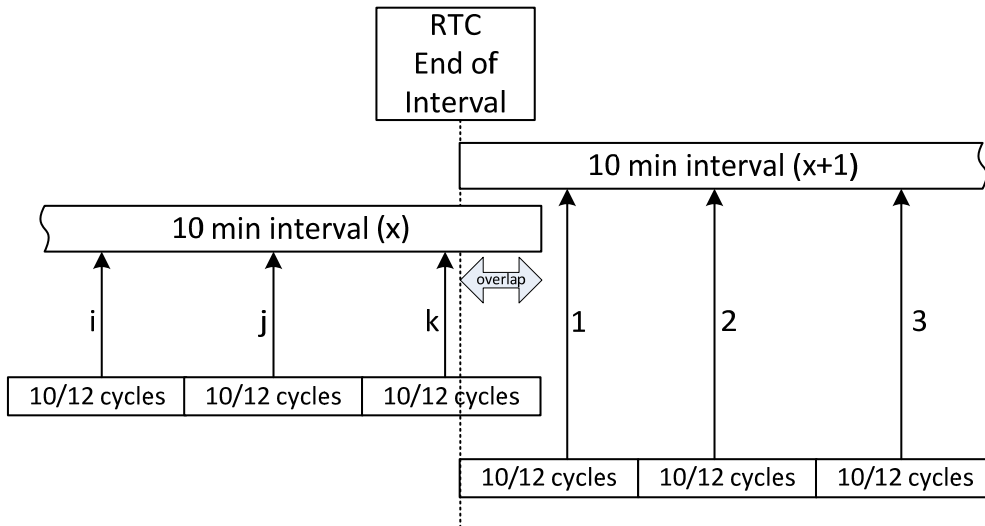 RTC
End of
Interval
10 min interval (x+1)
10 min interval (x)
overlap
i
j
k
1
2
3
10/12 cycles
10/12 cycles
10/12 cycles
10/12 cycles
10/12 cycles
10/12 cycles